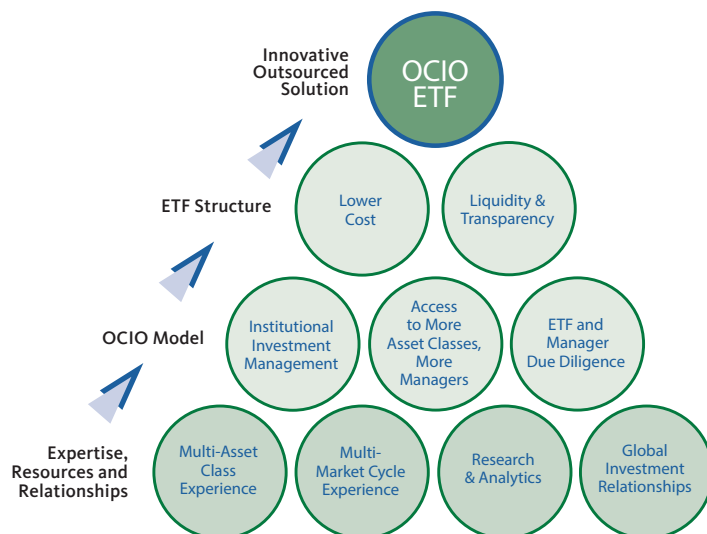 Innovative
Outsourced
Solution
OCIO
ETF
ETF Structure
Lower
Cost
Liquidity &
Transparency
OCIO Model
Institutional
Investment
Management
Access
to More
Asset Classes,
More
Managers
ETF and
Manager
Due Diligence
Expertise,
Resources and
Relationships
Multi-Asset
Class
Experience
Multi-
Market Cycle
Experience
Research
& Analytics
Global
Investment
Relationships